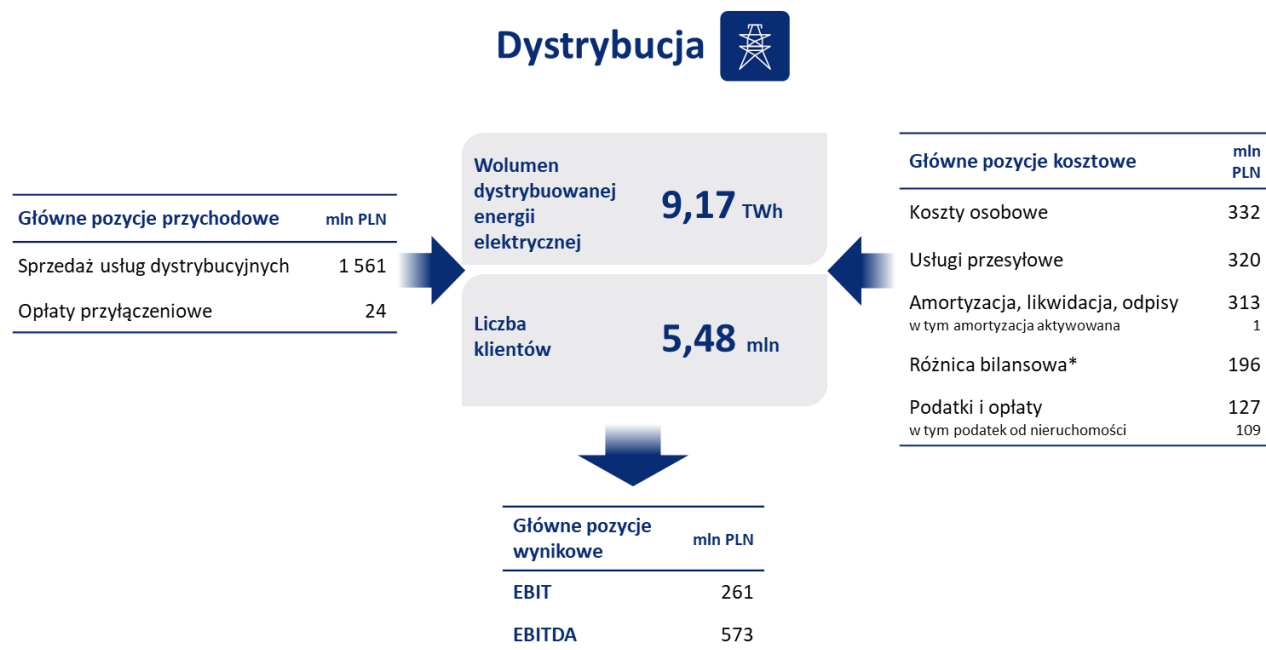 Dystrybucja
Główne pozycje przychodowe mln PLN
Sprzedaż usług dystrybucyjnych 1 561
Opłaty przyłączeniowe 24
Wolumen
dystrybuowanej
energii
elektrycznej
9,17 TWh
Liczba
klientów
5,48 mln
Główne pozycje kosztowe mln
PLN
Koszty osobowe 332
Usługi przesyłowe 320
Amortyzacja, likwidacja, odpisy 313
w tym amortyzacja aktywowana 1
Różnica bilansowa* 196
Podatki i opłaty 127
w tym podatek od nieruchomości 109
Główne pozycje
wynikowe
mln PLN
EBIT 261
EBITDA 573